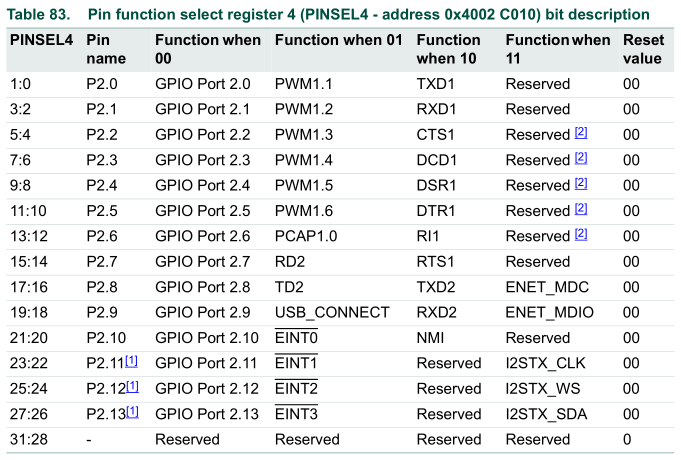 Table 83. Pin function select register 4 (PINSEL4 - address 0x4002 C010) bit description
PINSEL4 Pin name Function when 00 Function when 01 Function when 10 Function when 11 Reset value
1:0 P2.0 GPIO Port 2.0 PWM1.1 TXD1 Reserved 00
3:2 P2.1 GPIO Port 2.1 PWM1.2 RXD1 Reserved 00
5:4 P2.2 GPIO Port 2.2 PWM1.3 CTS1 Reserved [2] 00
7:6 P2.3 GPIO Port 2.3 PWM1.4 DCD1 Reserved [2] 00
9:8 P2.4 GPIO Port 2.4 PWM1.5 DSR1 Reserved [2] 00
11:10 P2.5 GPIO Port 2.5 PWM1.6 DTR1 Reserved [2] 00
13:12 P2.6 GPIO Port 2.6 PCAP1.0 RI1 Reserved [2] 00
15:14 P2.7 GPIO Port 2.7 RD2 RTS1 Reserved 00
17:16 P2.8 GPIO Port 2.8 TD2 TXD2 ENET_MDC 00
19:18 P2.9 GPIO Port 2.9 USB_CONNECT RXD2 ENET_MDIO 00
21:20 P2.10 GPIO Port 2.10 EINT0 NMI Reserved 00
23:22 P2.11[1] GPIO Port 2.11 EINT1 Reserved I2STX_CLK 00
25:24 P2.12[1] GPIO Port 2.12 EINT2 Reserved I2STX_WS 00
27:26 P2.13[1] GPIO Port 2.13 EINT3 Reserved I2STX_SDA 00
31:28 - Reserved Reserved Reserved Reserved 0